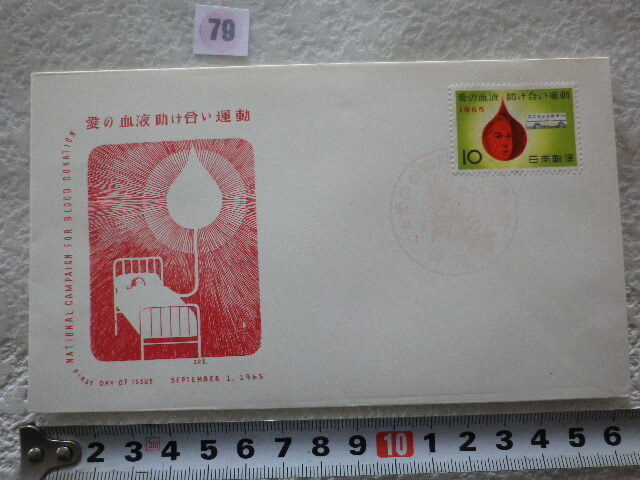 79
愛の血液助け合い運動
NATIONAL CAMPAIGN FOR BLOOD DONATION
FIRST DAY OF ISSUE SEPTEMBER 1, 1965
愛の血液助け合い運動
1965
10
日本郵便
2 3 4 5 6 7 8 9 10 1 2 3 4 5 6